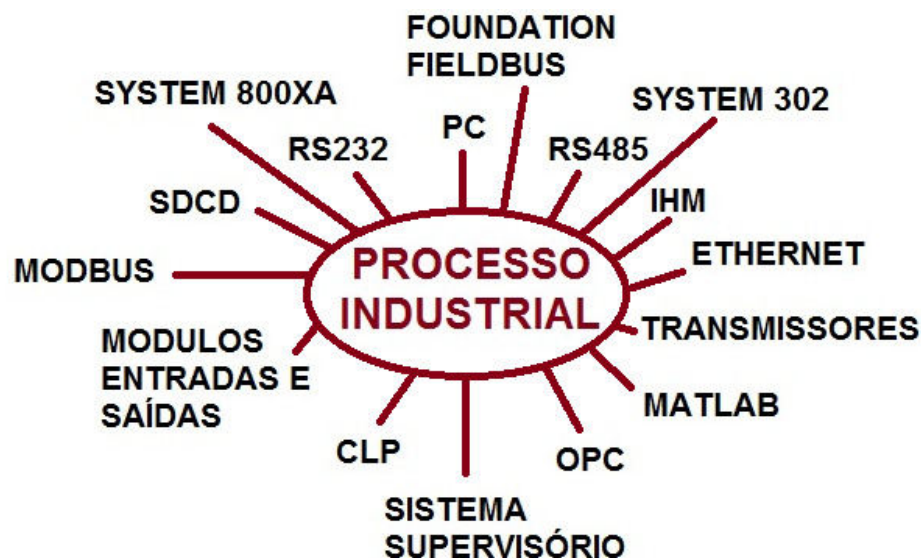 FOUNDATION
FIELDBUS
SYSTEM 800XA
SYSTEM 302
PC
RS232
RS485
SDCD
IHM
MODBUS
ETHERNET
PROCESSO
INDUSTRIAL
TRANSMISSORES
MODULOS
ENTRADAS E
SAÍDAS
MATLAB
CLP
OPC
SISTEMA
SUPERVISÓRIO